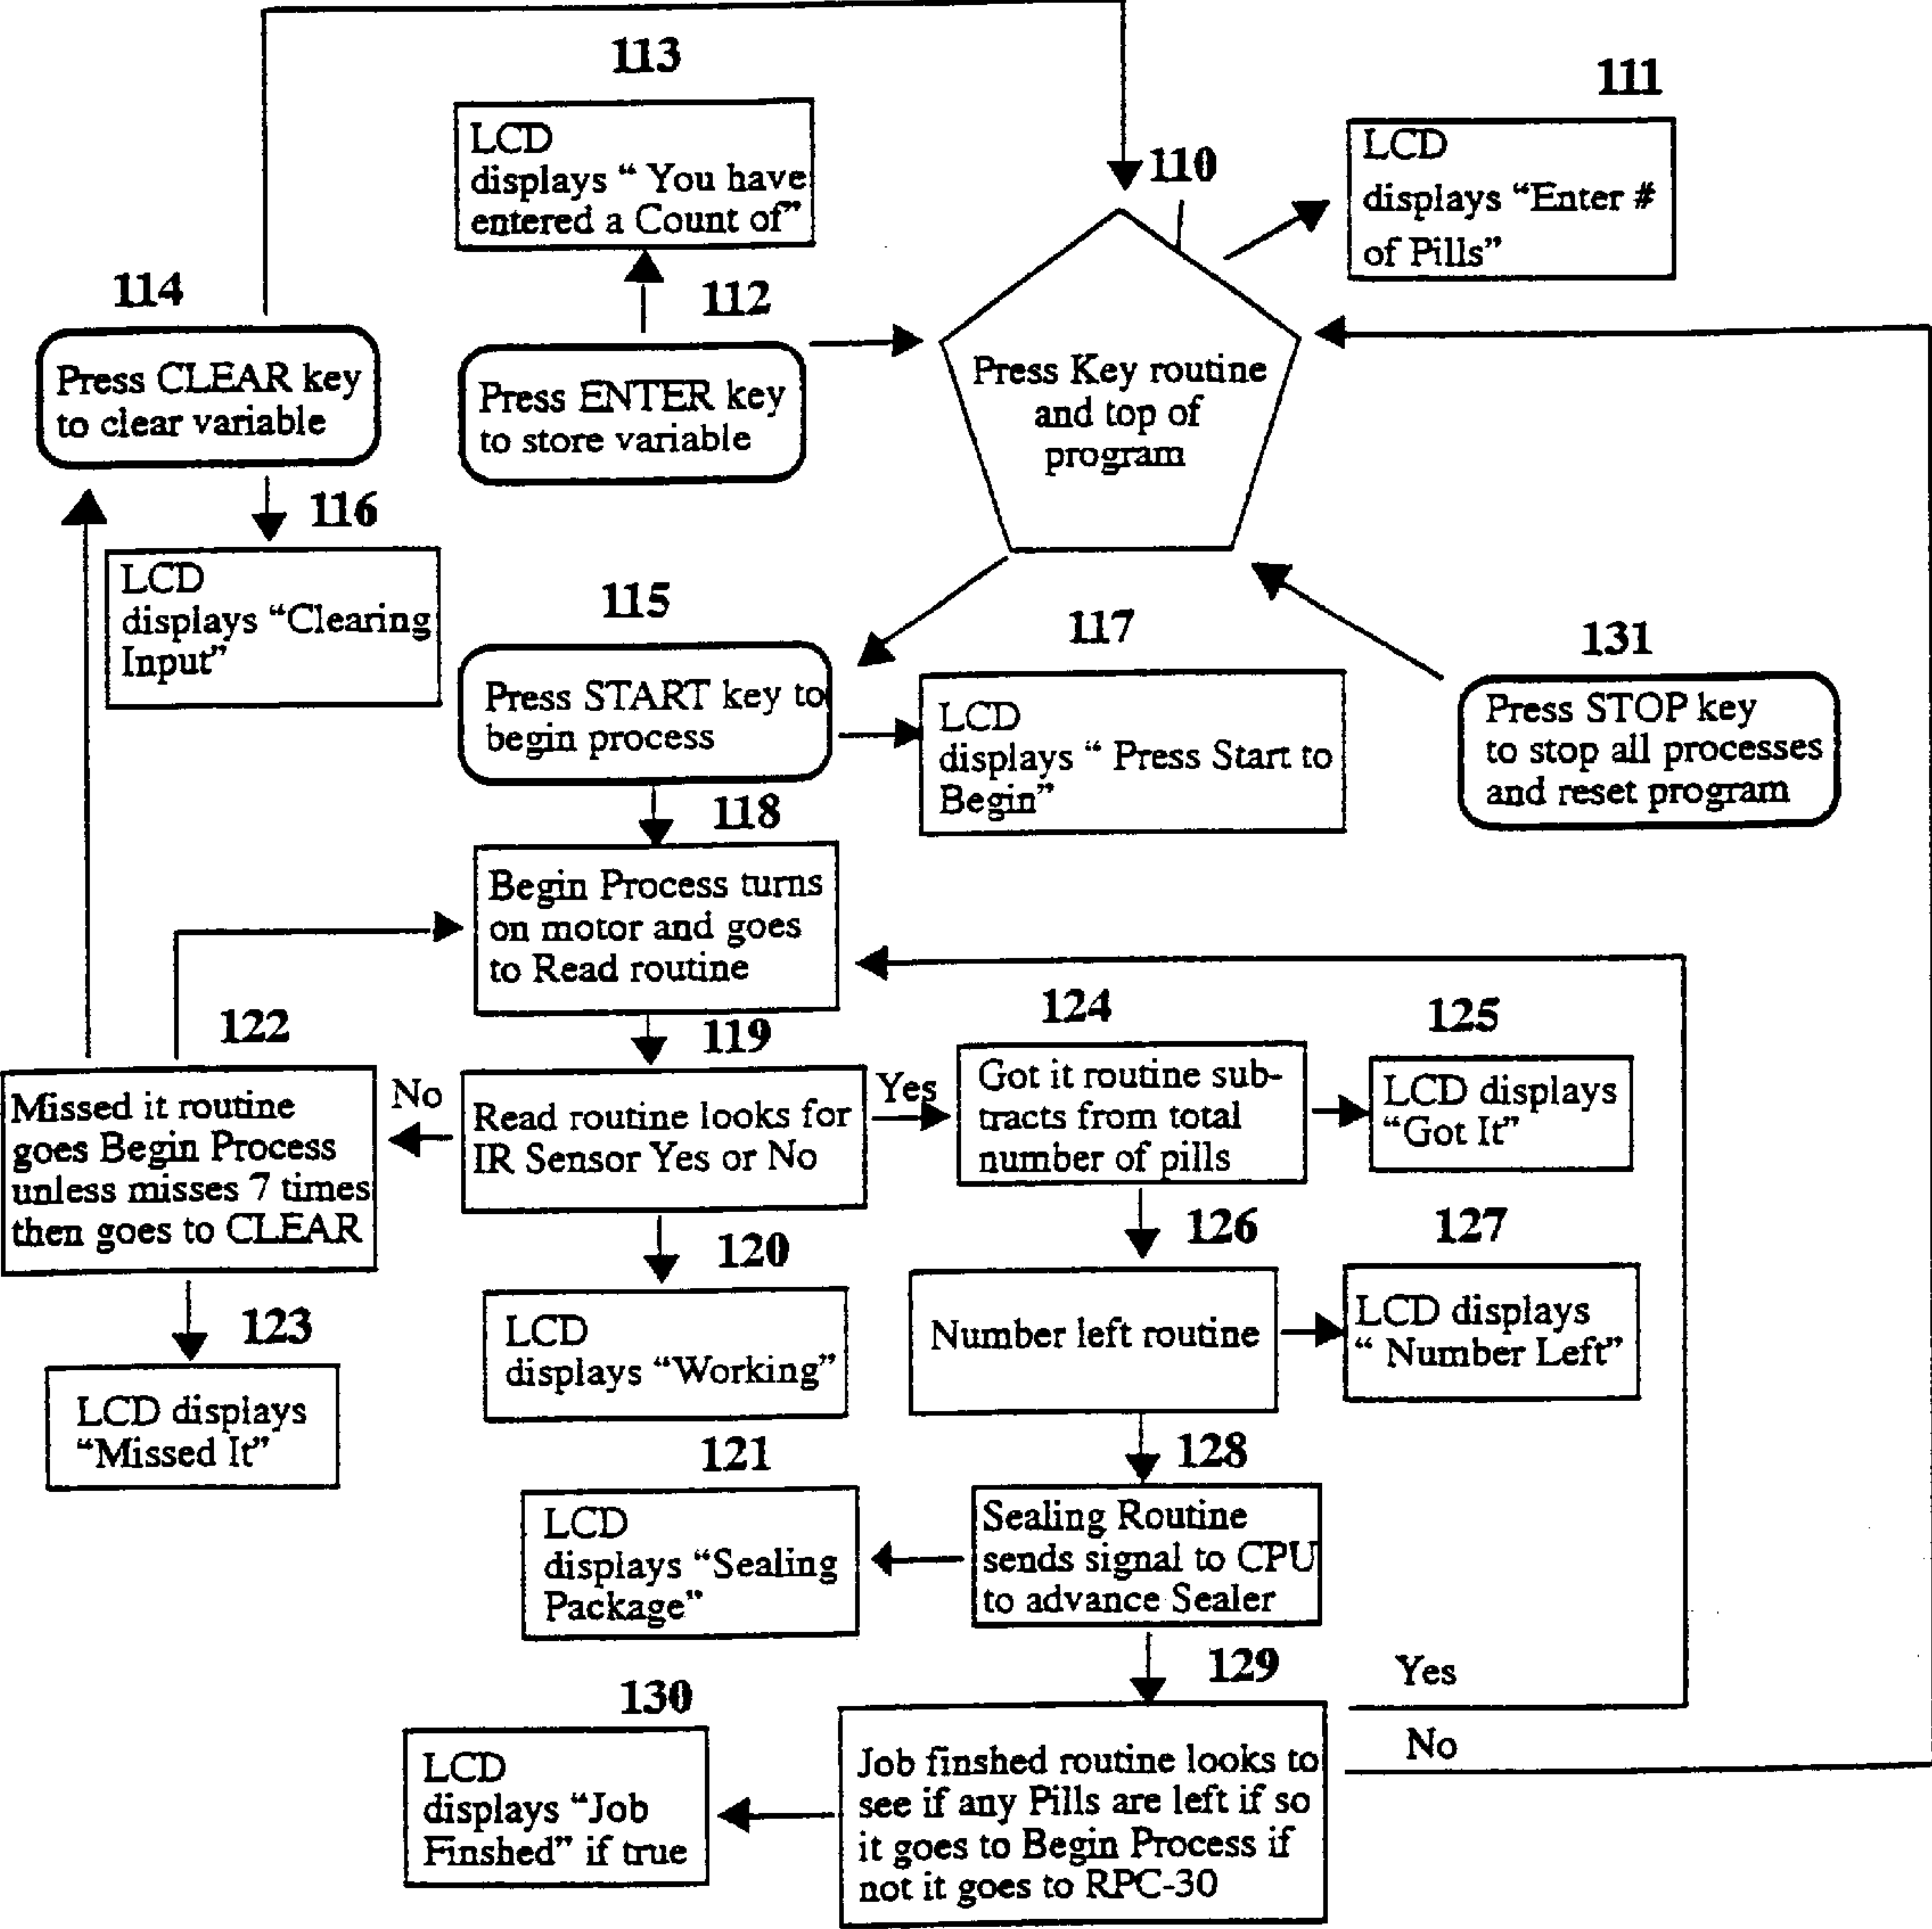 113
LCD
displays “ You have
entered a Count of”
111
LCD
displays “Enter #
of Pills”
110
Press Key routine
and top of
program
114
Press CLEAR key
to clear variable
112
Press ENTER key
to store variable
116
LCD
displays “Clearing
Input”
115
Press START key to
begin process
117
LCD
displays “ Press Start to
Begin”
131
Press STOP key
to stop all processes
and reset program
118
Begin Process turns
on motor and goes
to Read routine
122
Missed it routine
goes Begin Process
unless misses 7 times
then goes to CLEAR
No
119
Read routine looks for
IR Sensor Yes or No
Yes
124
Got it routine sub-
tracts from total
number of pills
125
LCD displays
“Got It”
123
LCD displays
“Missed It”
120
LCD
displays “Working”
126
Number left routine
127
LCD displays
“ Number Left”
121
LCD
displays “Sealing
Package”
128
Sealing Routine
sends signal to CPU
to advance Sealer
130
LCD
displays “Job
Finshed” if true
129
Job finshed routine looks to
see if any Pills are left if so
it goes to Begin Process if
not it goes to RPC-30
Yes
No